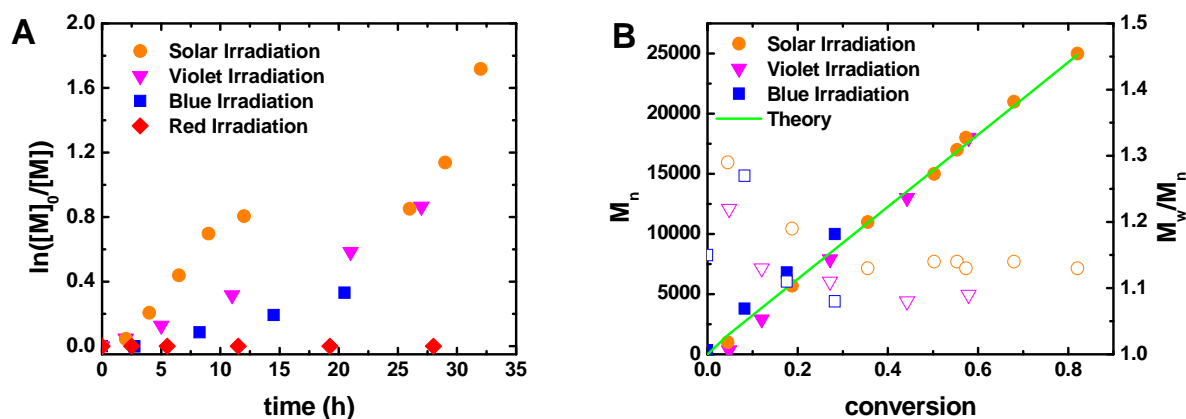 A
Solar Irradiation
Violet Irradiation
Blue Irradiation
Red Irradiation
ln([M]₀/[M])
2.0
1.6
1.2
0.8
0.4
0.0
0 5 10 15 20 25 30 35
time (h)
B
Solar Irradiation
Violet Irradiation
Blue Irradiation
Theory
Mₙ
25000
20000
15000
10000
5000
0
0.0 0.2 0.4 0.6 0.8
conversion
1.5
1.4
1.3
1.2
1.1
1.0
M_w/Mₙ